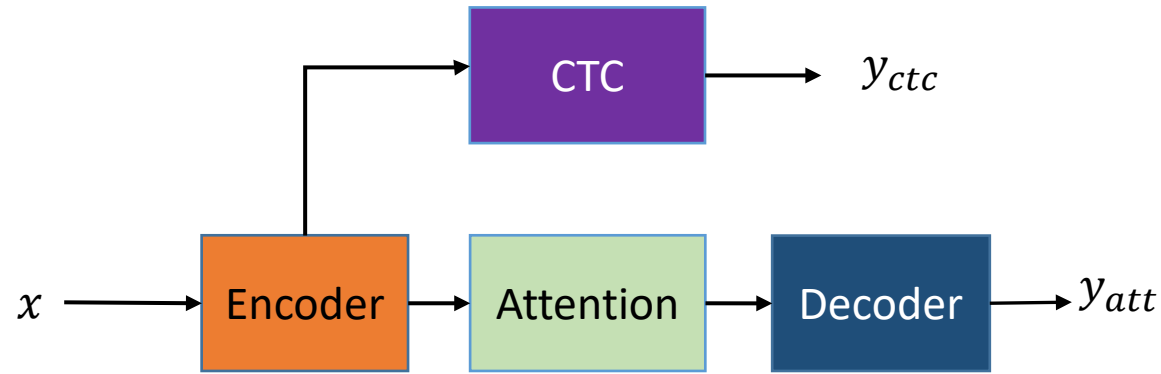 CTC
y_ctc
x
Encoder
Attention
Decoder
y_att